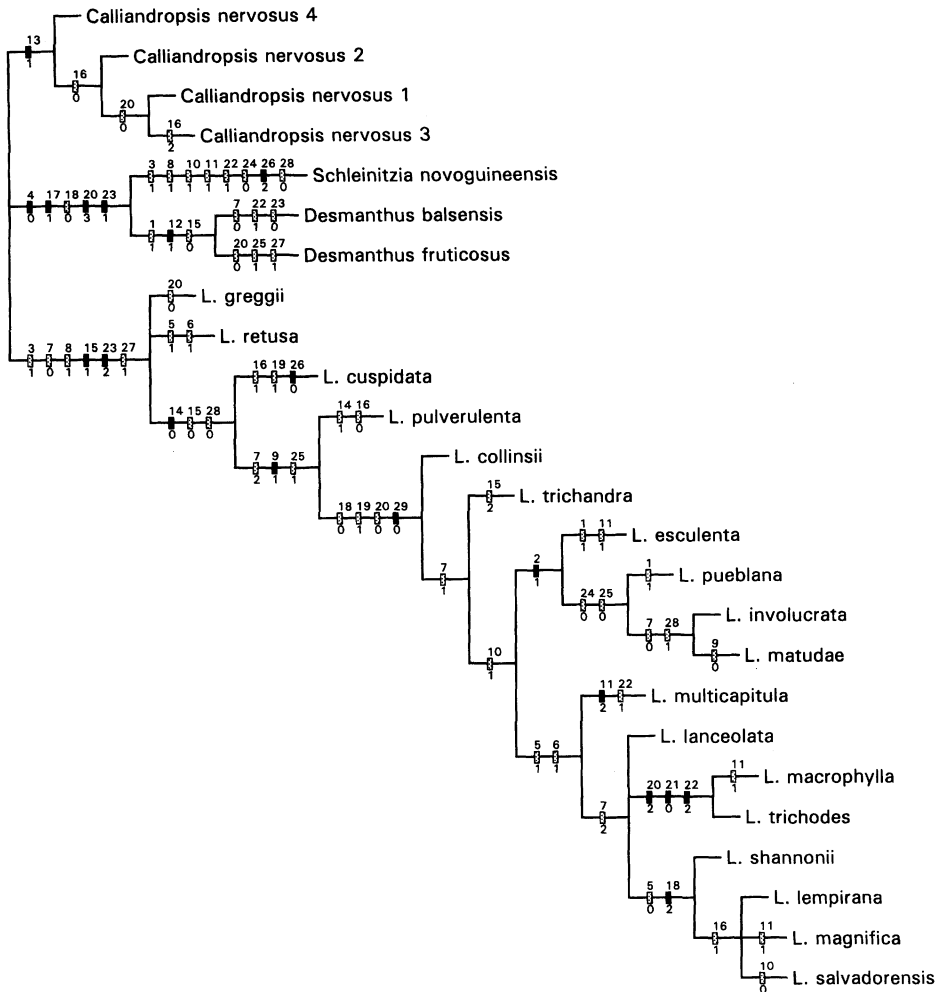 Calliandropsis nervosus 4
13
1
Calliandropsis nervosus 2
16
0
Calliandropsis nervosus 1
20
0
16
2
Calliandropsis nervosus 3
3 8 10 11 22 24 26 28
1 1 1 1 1 0 2 0
Schleinitzia novoguineensis
4 17 18 20 23
0 1 0 3 1
7 22 23
0 1 0
Desmanthus balsensis
1 12 15
1 1 0
20 25 27
0 1 1
Desmanthus fruticosus
20
0
L. greggii
5 6
1 1
L. retusa
3 7 8 15 23 27
1 0 1 1 2 1
16 19 26
1 1 0
L. cuspidata
14 15 28
0 0 0
14 16
1 0
L. pulverulenta
7 9 25
2 1 1
L. collinsii
15
2
L. trichandra
18 19 20 29
0 1 0 0
1 11
1 1
L. esculenta
7
1
2
1
1
1
L. pueblana
24 25
0 0
L. involucrata
7 28
0 1
9
0
L. matudae
10
1
11 22
2 1
L. multicapitula
L. lanceolata
5 6
1 1
11
1
L. macrophylla
20 21 22
2 0 2
7
2
L. trichodes
L. shannonii
5 18
0 2
L. lempirana
16
1
11
1
L. magnifica
10
0
L. salvadorensis